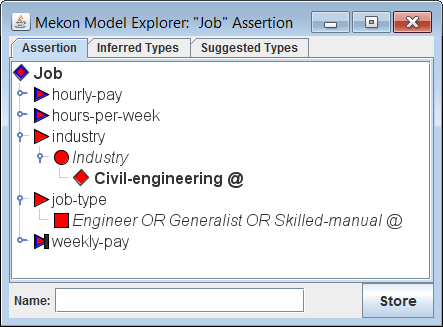 Mekon Model Explorer: "Job" Assertion
Assertion Inferred Types Suggested Types
Job
hourly-pay
hours-per-week
industry
Industry
Civil-engineering @
job-type
Engineer OR Generalist OR Skilled-manual @
weekly-pay
Name: Store